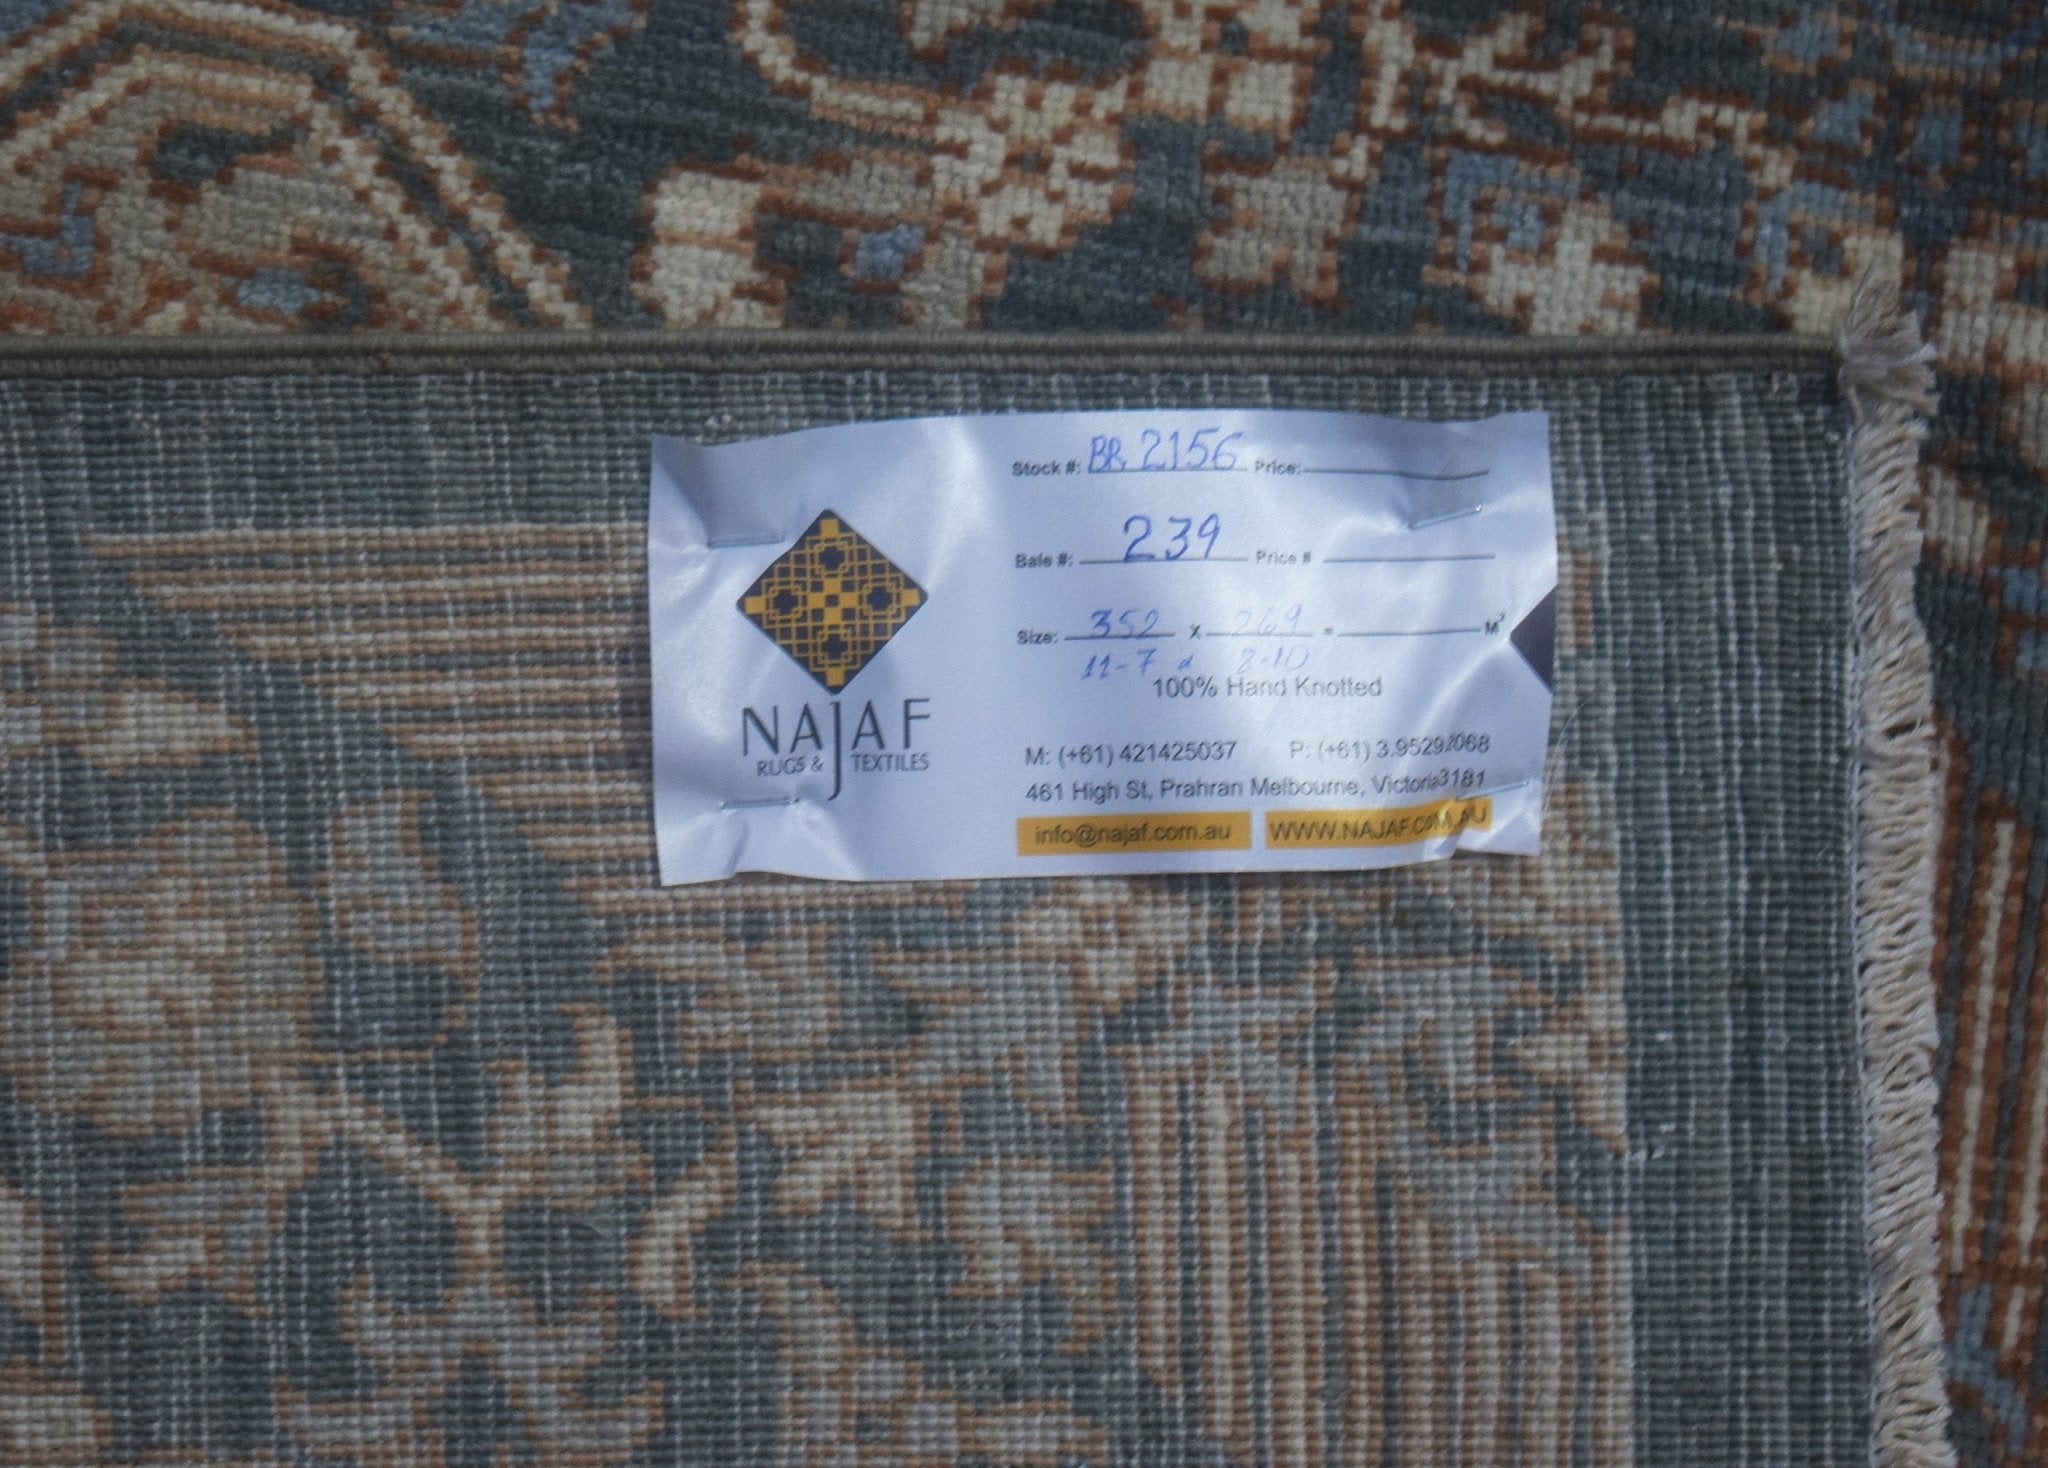 Stock #: BR 2156 Price:
Bale #: 239 Price #
Size: 352 X 269 = M²
11-7 x 8-10
100% Hand Knotted
NAJAF
RUGS & TEXTILES
M: (+61) 421425037 P: (+61) 3.95292068
461 High St, Prahran Melbourne, Victoria 3181
info@najaf.com.au WWW.NAJAF.COM.AU